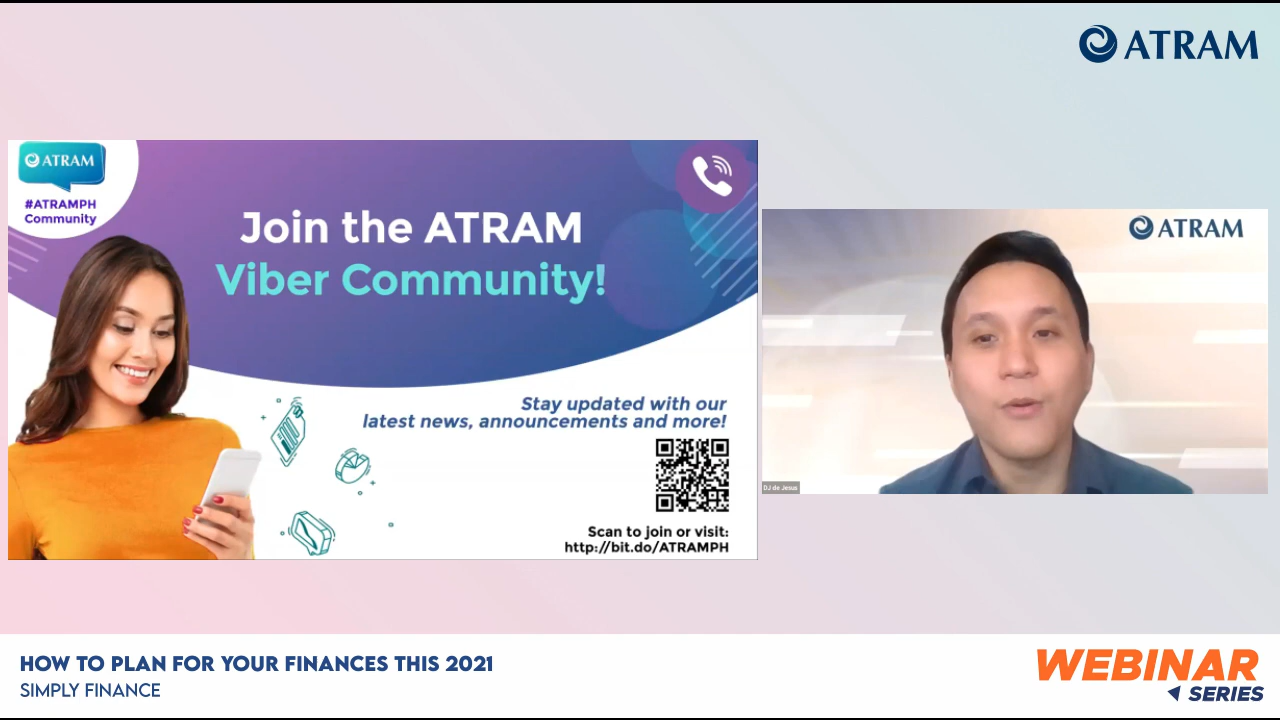 ATRAM
ATRAM
#ATRAMPH
Community
Join the ATRAM
Viber Community!
Stay updated with our
latest news, announcements and more!
Scan to join or visit:
http://bit.do/ATRAMPH
ATRAM
DJ de Jesus
HOW TO PLAN FOR YOUR FINANCES THIS 2021
SIMPLY FINANCE
WEBINAR
SERIES